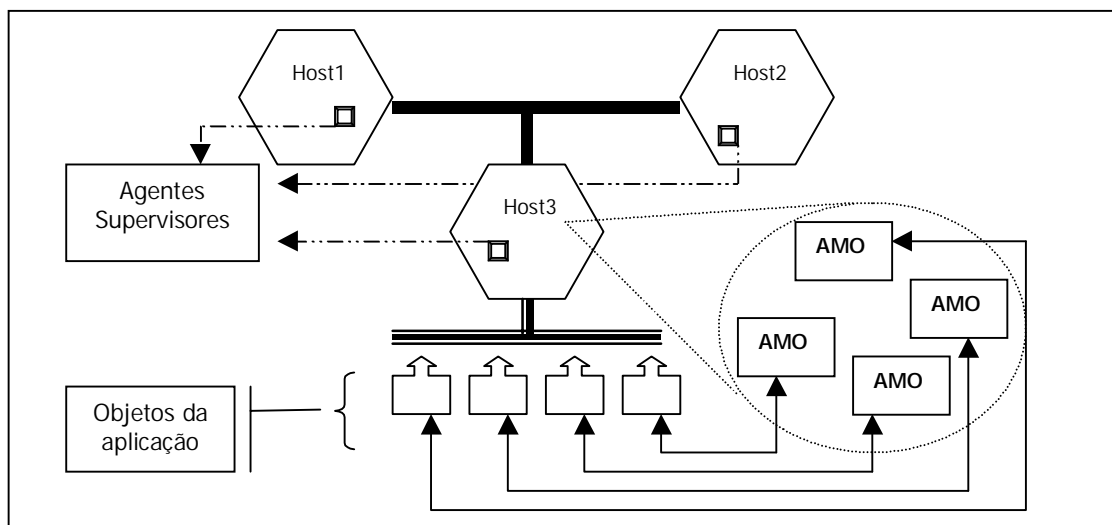 Host1
Host2
Agentes
Supervisores
Host3
AMO
AMO
AMO
AMO
Objetos da
aplicação